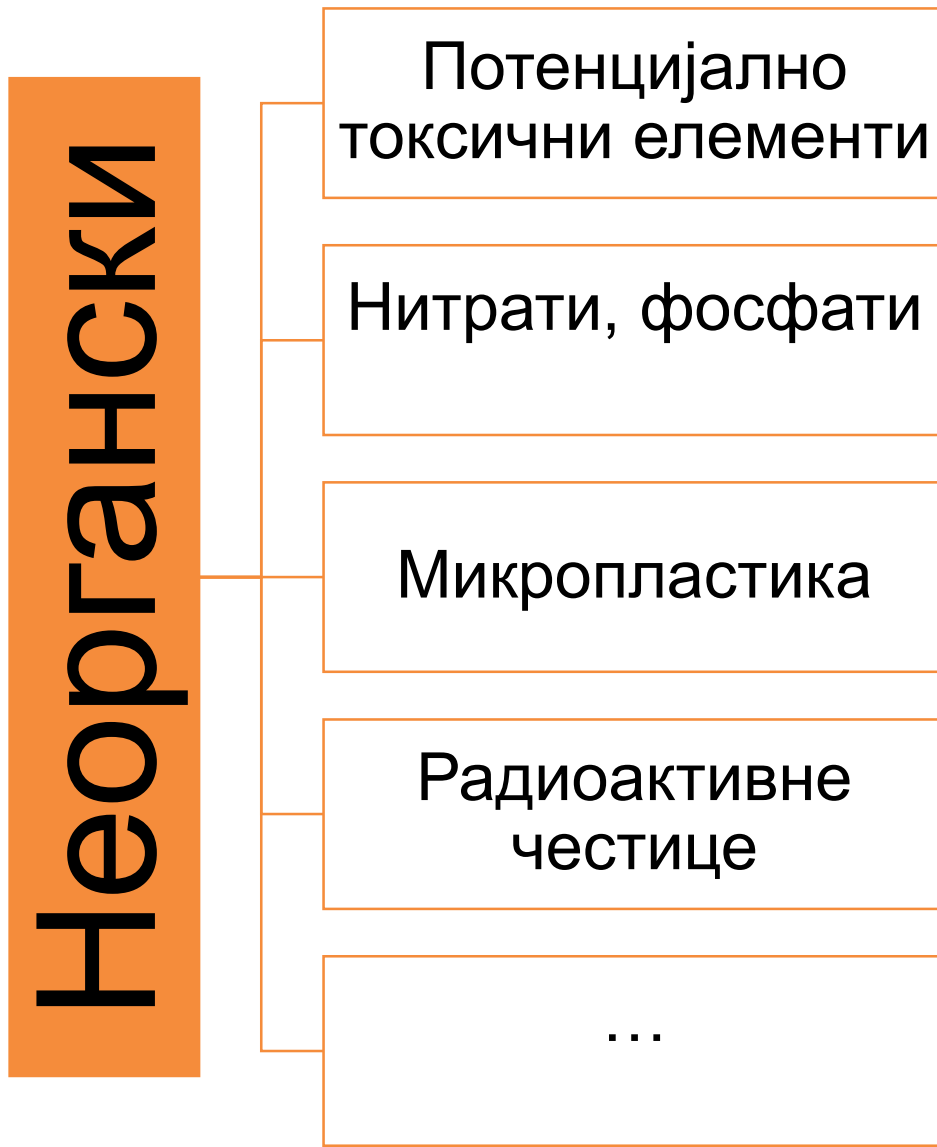 Неоргански
Потенцијално
токсични елементи
Нитрати, фосфати
Микропластика
Радиоактивне
честице
…